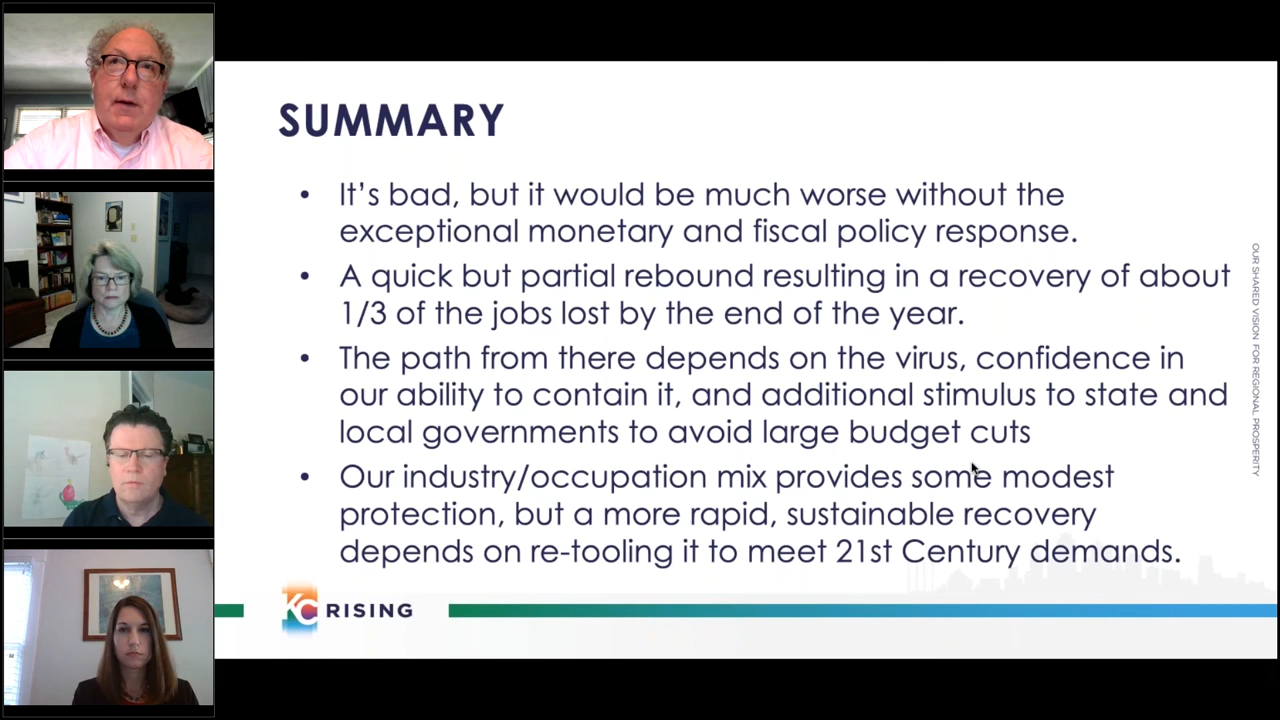 SUMMARY
• It’s bad, but it would be much worse without the
exceptional monetary and fiscal policy response.
• A quick but partial rebound resulting in a recovery of about
1/3 of the jobs lost by the end of the year.
• The path from there depends on the virus, confidence in
our ability to contain it, and additional stimulus to state and
local governments to avoid large budget cuts
• Our industry/occupation mix provides some modest
protection, but a more rapid, sustainable recovery
depends on re-tooling it to meet 21st Century demands.
KC RISING
OUR SHARED VISION FOR REGIONAL PROSPERITY